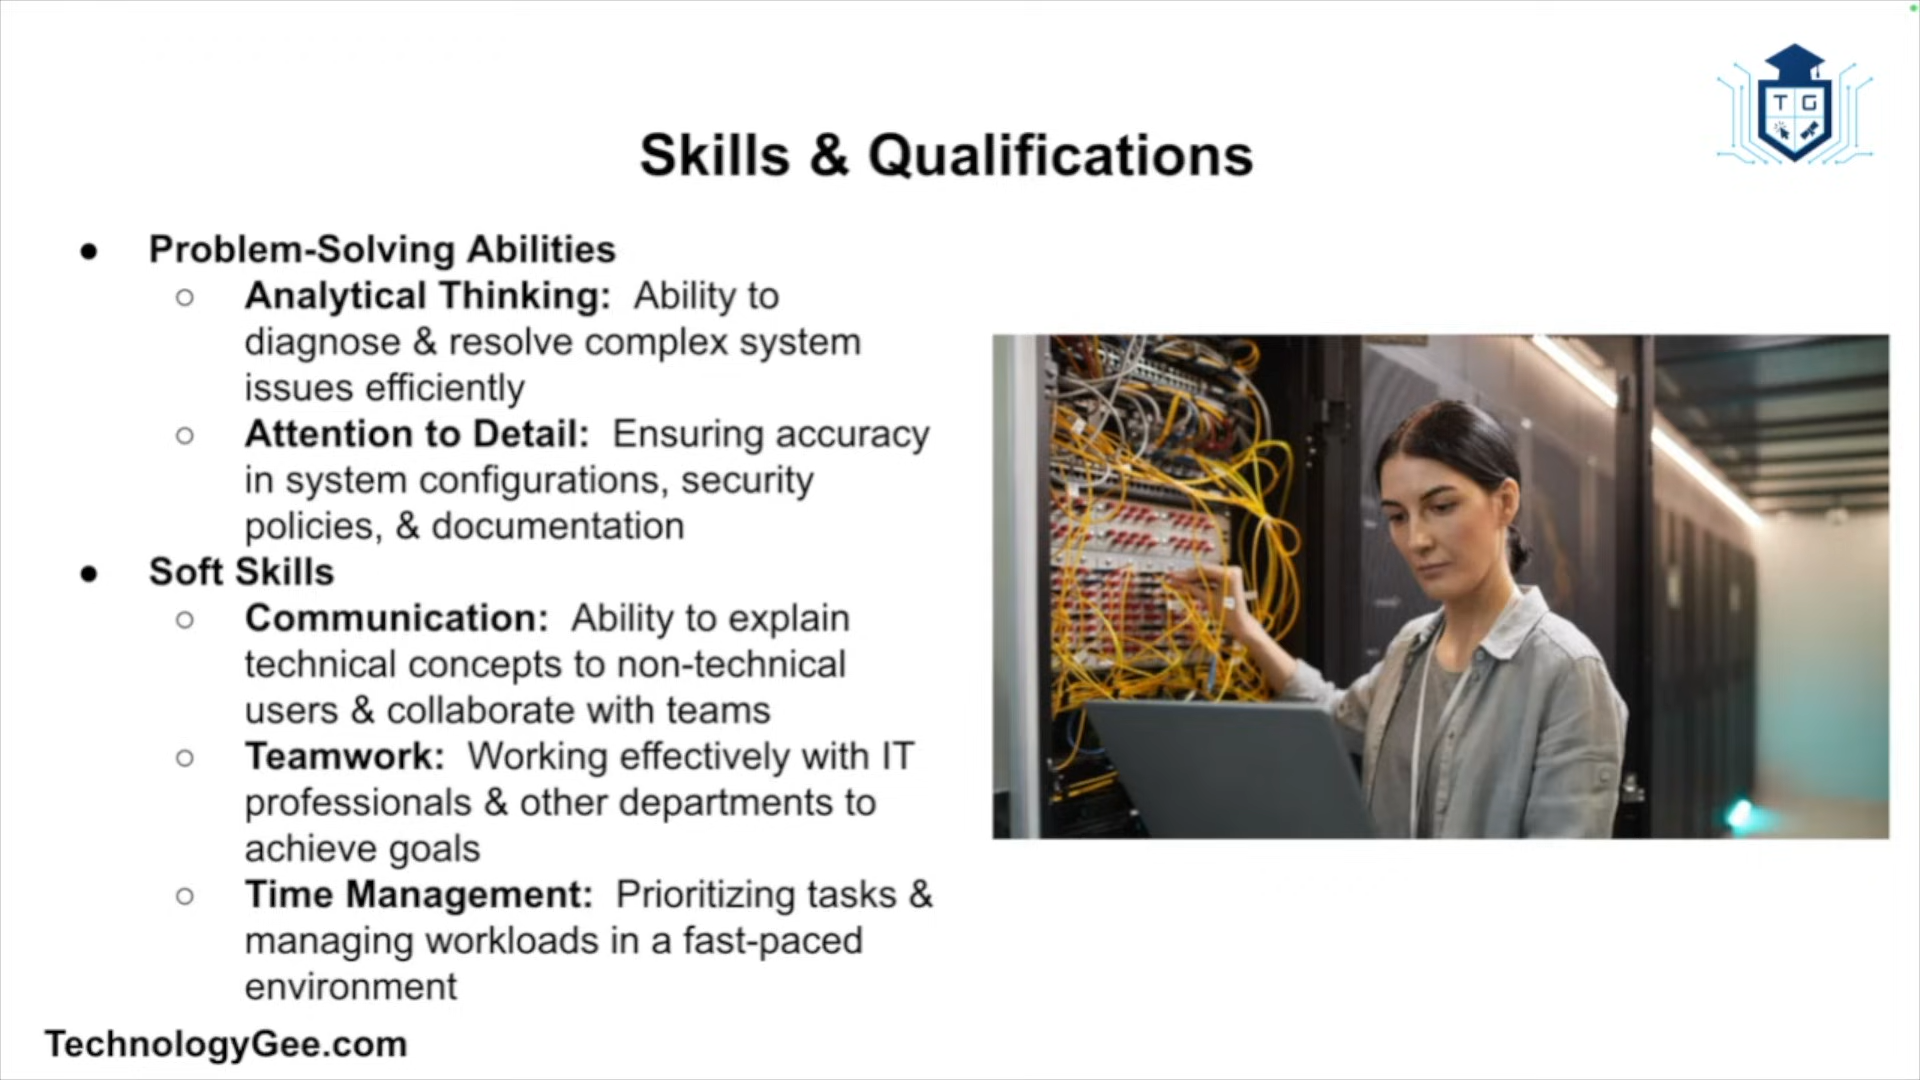 T G
Skills & Qualifications
● Problem-Solving Abilities
○ Analytical Thinking: Ability to
diagnose & resolve complex system
issues efficiently
○ Attention to Detail: Ensuring accuracy
in system configurations, security
policies, & documentation
● Soft Skills
○ Communication: Ability to explain
technical concepts to non-technical
users & collaborate with teams
○ Teamwork: Working effectively with IT
professionals & other departments to
achieve goals
○ Time Management: Prioritizing tasks &
managing workloads in a fast-paced
environment
TechnologyGee.com